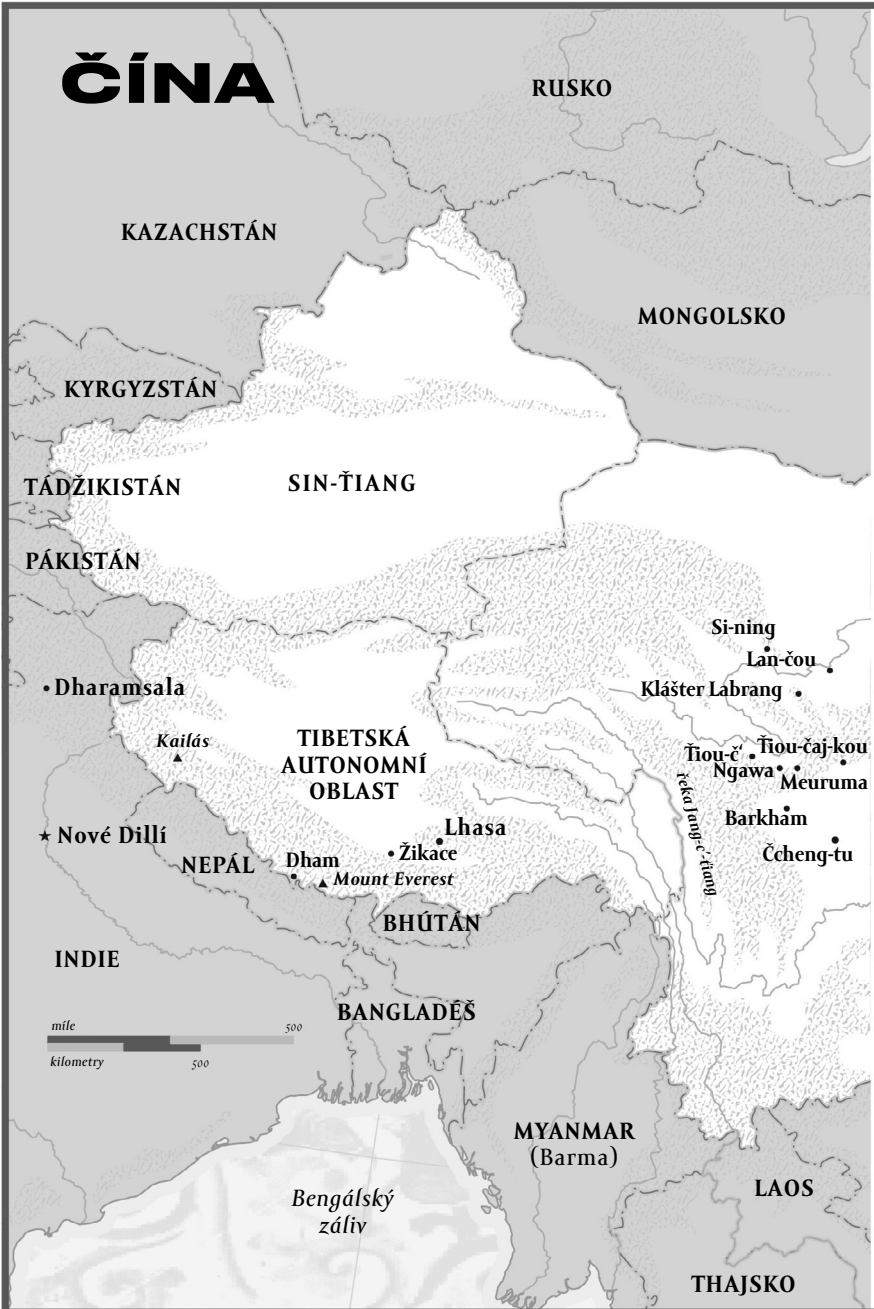 ČÍNA
RUSKO
KAZACHSTÁN
MONGOLSKO
KYRGYZSTÁN
TÁDŽIKISTÁN
SIN-ŤIANG
PÁKISTÁN
Si-ning
Lan-čou
Klášter Labrang
Dharamsala
Kailás
TIBETSKÁ
AUTONOMNÍ
OBLAST
Ťiou-č'
Ťiou-čaj-kou
Ngawa
Meuruma
řeka Jang-c'-ťiang
Barkham
Čcheng-tu
Nové Dillí
Lhasa
Žikace
NEPÁL
Dham
Mount Everest
BHÚTÁN
INDIE
BANGLADÉŠ
míle
500
kilometry
500
MYANMAR
(Barma)
Bengálský
záliv
LAOS
THAJSKO